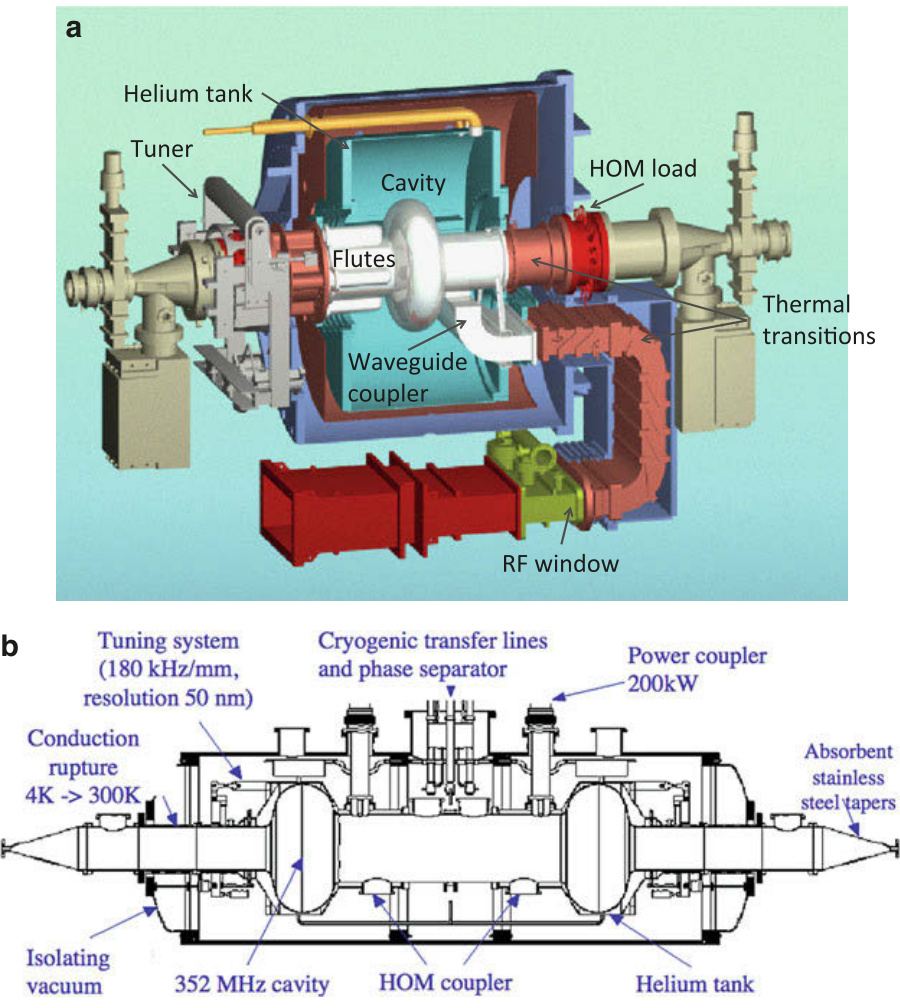 a
Helium tank
Tuner
Cavity
HOM load
Flutes
Thermal
transitions
Waveguide
coupler
RF window
b
Tuning system
(180 kHz/mm,
resolution 50 nm)
Cryogenic transfer lines
and phase separator
Power coupler
200kW
Conduction
rupture
4K -> 300K
Absorbent
stainless
steel tapers
Isolating
vacuum
352 MHz cavity
HOM coupler
Helium tank